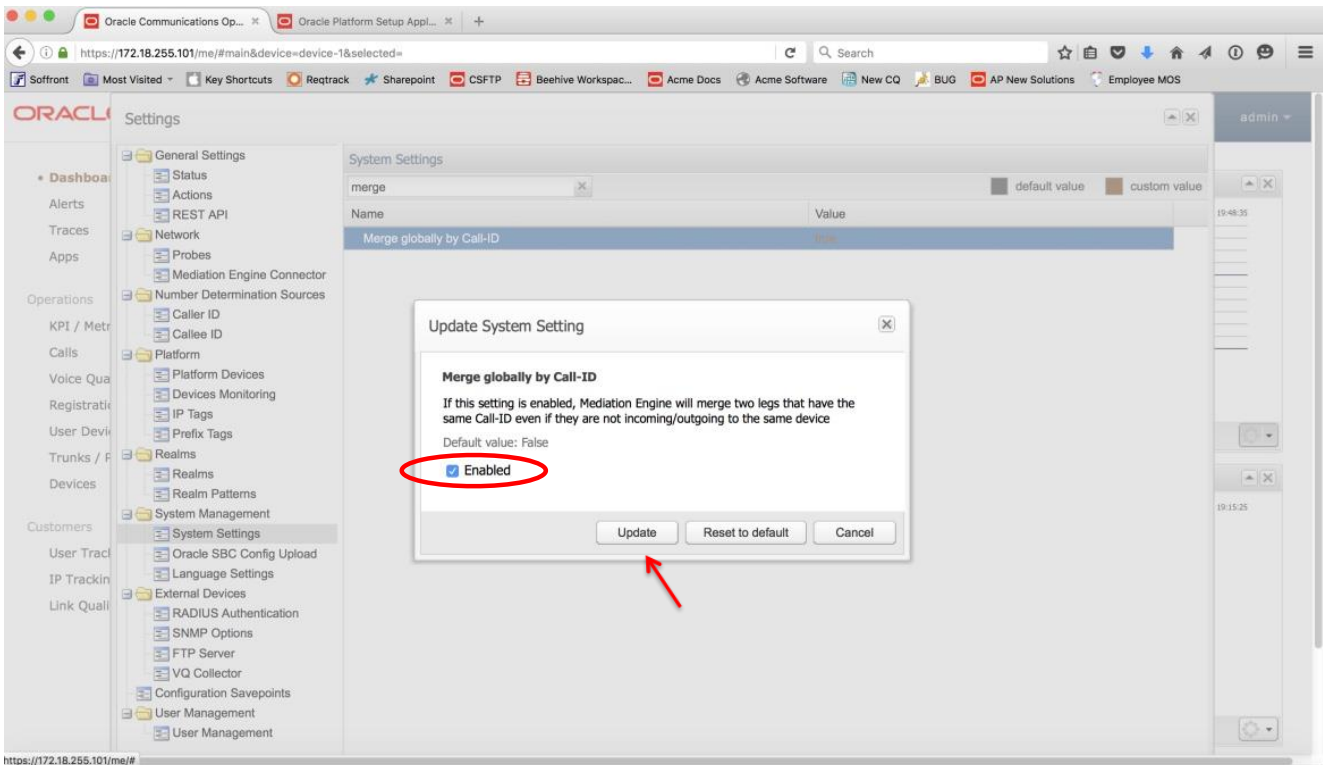 Oracle Communications Op...
Oracle Platform Setup Appl...
https://172.18.255.101/me/#main&device=device-1&selected=
Search
Soffront
Most Visited
Key Shortcuts
Reqtrack
Sharepoint
CSFTP
Beehive Workspac...
Acme Docs
Acme Software
New CQ
BUG
AP New Solutions
Employee MOS
ORACL
Settings
admin
Dashboa
Alerts
Traces
Apps
Operations
KPI / Metr
Calls
Voice Qua
Registrati
User Devi
Trunks / P
Devices
Customers
User Tracl
IP Trackin
Link Quali
General Settings
Status
Actions
REST API
Network
Probes
Mediation Engine Connector
Number Determination Sources
Caller ID
Callee ID
Platform
Platform Devices
Devices Monitoring
IP Tags
Prefix Tags
Realms
Realms
Realm Patterns
System Management
System Settings
Oracle SBC Config Upload
Language Settings
External Devices
RADIUS Authentication
SNMP Options
FTP Server
VQ Collector
Configuration Savepoints
User Management
User Management
System Settings
merge
default value
custom value
Name
Value
Merge globally by Call-ID
true
19:48:35
19:15:25
Update System Setting
Merge globally by Call-ID
If this setting is enabled, Mediation Engine will merge two legs that have the
same Call-ID even if they are not incoming/outgoing to the same device
Default value: False
Enabled
Update
Reset to default
Cancel
https://172.18.255.101/me/#